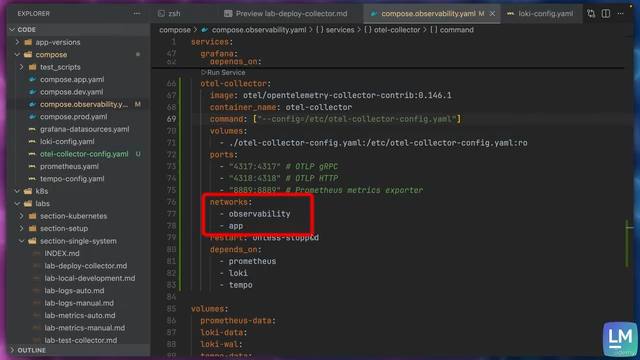 EXPLORER
zsh
Preview lab-deploy-collector.md
compose.observability.yaml M
loki-config.yaml
CODE
compose > compose.observability.yaml > {} services > {} otel-collector > command
app-versions
compose
test_scripts
compose.app.yaml
compose.dev.yaml
compose.observability.y... M
compose.prod.yaml
grafana-datasources.yaml
loki-config.yaml
otel-collector-config.yaml
prometheus.yaml
tempo-config.yaml
k8s
labs
section-kubernetes
section-setup
section-single-system
INDEX.md
lab-deploy-collector.md
lab-local-development.md
lab-logs-auto.md
lab-logs-manual.md
lab-metrics-auto.md
lab-metrics-manual.md
lab-test-collector.md
OUTLINE
1 services:
47 grafana:
60 depends_on:
Run Service
66 otel-collector:
67 image: otel/opentelemetry-collector-contrib:0.146.1
68 container_name: otel-collector
69 command: ["--config=/etc/otel-collector-config.yaml"]
70 volumes:
71 - ./otel-collector-config.yaml:/etc/otel-collector-config.yaml:ro
72 ports:
73 - "4317:4317" # OTLP gRPC
74 - "4318:4318" # OTLP HTTP
75 - "8889:8889" # Prometheus metrics exporter
76 networks:
77 - observability
78 - app
79 restart: unless-stopped
80 depends_on:
81 - prometheus
82 - loki
83 - tempo
84
85 volumes:
86 prometheus-data:
87 loki-data:
88 loki-wal:
89 tempo-data:
LM